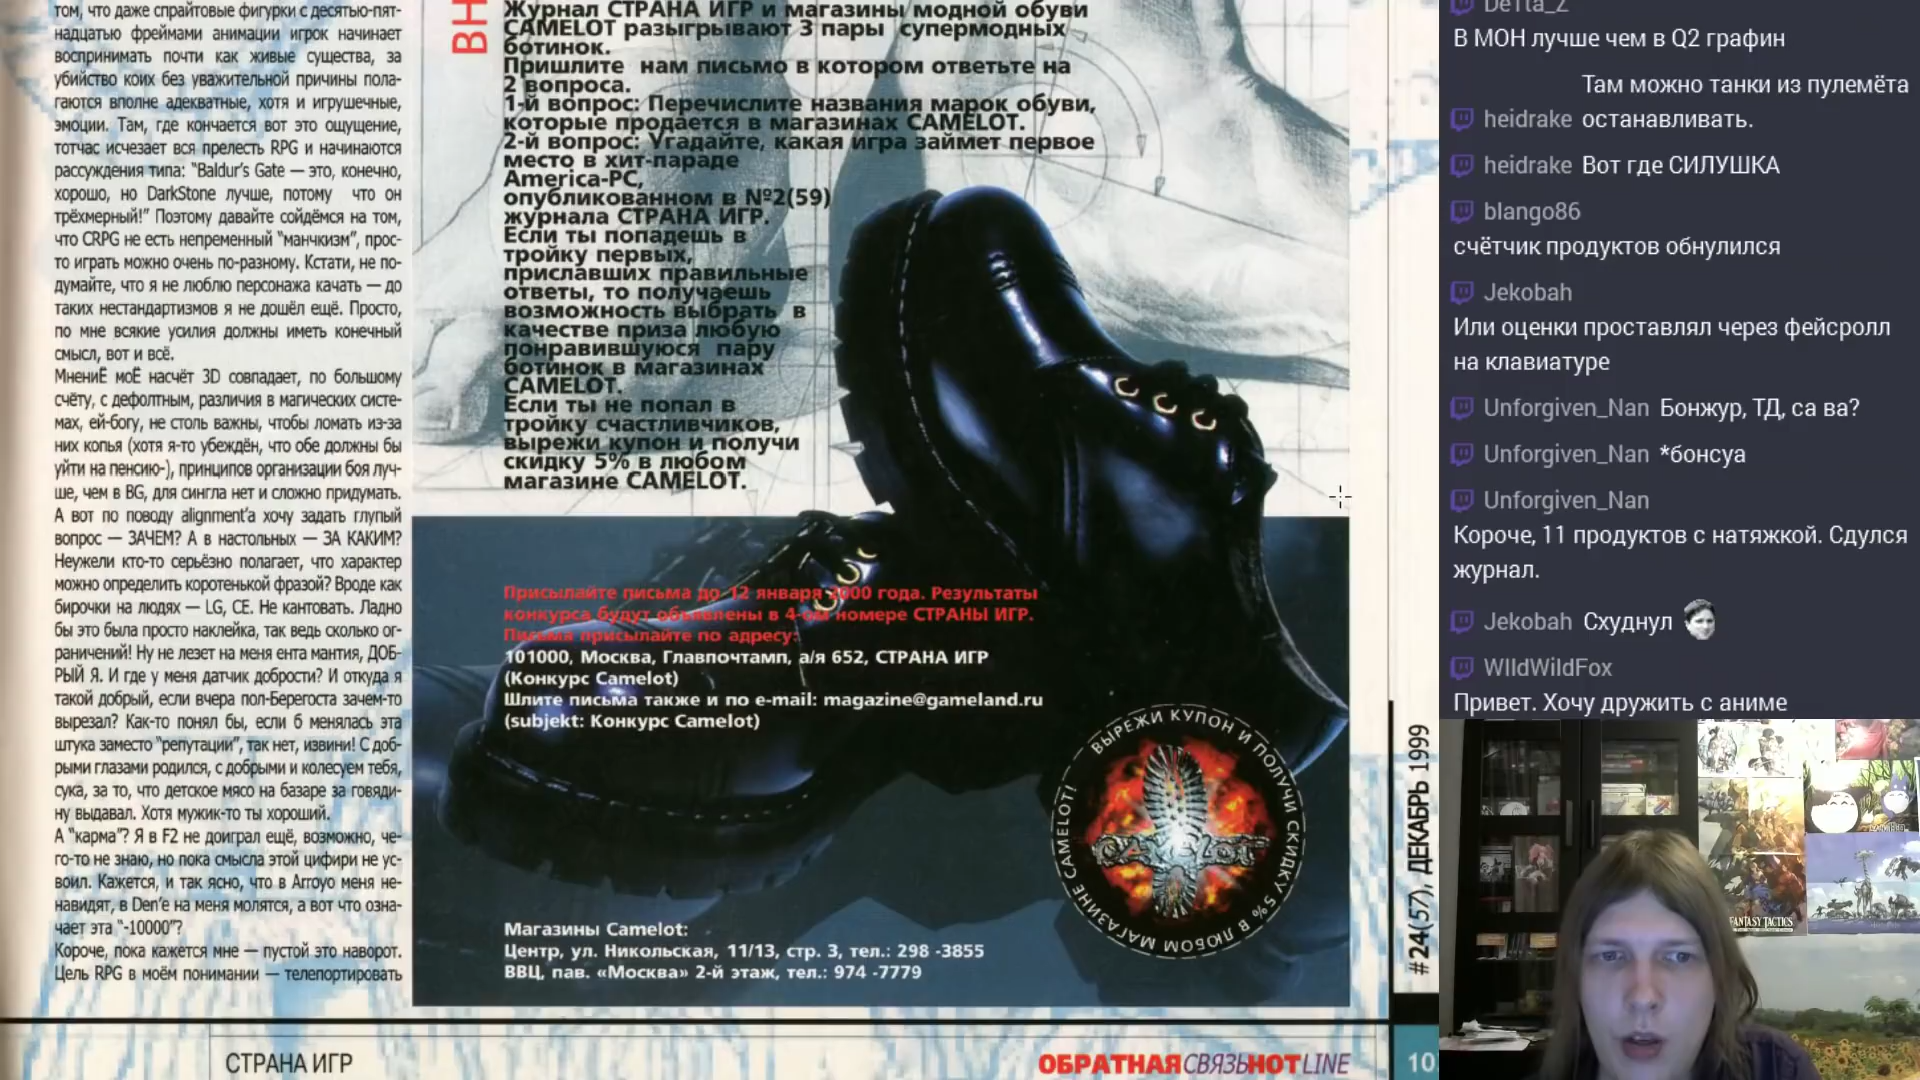 том, что даже спрайтовые фигурки с десятью-пят-
надцатью фреймами анимации игрок начинает
воспринимать почти как живые существа, за
убийство коих без уважительной причины пола-
гаются вполне адекватные, хотя и игрушечные,
эмоции. Там, где кончается вот это ощущение,
тотчас исчезает вся прелесть RPG и начинаются
рассуждения типа: "Baldur's Gate — это, конечно,
хорошо, но DarkStone лучше, потому что он
трёхмерный!" Поэтому давайте сойдёмся на том,
что CRPG не есть непременный "манчкизм", прос-
то играть можно очень по-разному. Кстати, не по-
думайте, что я не люблю персонажа качать — до
таких нестандартизмов я не дошёл ещё. Просто,
по мне всякие усилия должны иметь конечный
смысл, вот и всё.
МнениЁ моЁ насчёт 3D совпадает, по большому
счёту, с дефолтным, различия в магических систе-
мах, ей-богу, не столь важны, чтобы ломать из-за
них копья (хотя я-то убеждён, что обе должны бы
уйти на пенсию-), принципов организации боя луч-
ше, чем в BG, для сингла нет и сложно придумать.
А вот по поводу alignment'а хочу задать глупый
вопрос — ЗАЧЕМ? А в настольных — ЗА КАКИМ?
Неужели кто-то серьёзно полагает, что характер
можно определить коротенькой фразой? Вроде как
бирочки на людях — LG, CE. Не кантовать. Ладно
бы это была просто наклейка, так ведь сколько ог-
раничений! Ну не лезет на меня ента мантия, ДОБ-
РЫЙ Я. И где у меня датчик добрости? И откуда я
такой добрый, если вчера пол-Берегоста зачем-то
вырезал? Как-то понял бы, если б менялась эта
штука заместо "репутации", так нет, извини! С доб-
рыми глазами родился, с добрыми и колесуем тебя,
сука, за то, что детское мясо на базаре за говяди-
ну выдавал. Хотя мужик-то ты хороший.
А "карма"? Я в F2 не доиграл ещё, возможно, че-
го-то не знаю, но пока смысла этой цифири не ус-
воил. Кажется, и так ясно, что в Arroyo меня не-
навидят, в Den'е на меня молятся, а вот что озна-
чает эта "-10000"?
Короче, пока кажется мне — пустой это наворот.
Цель RPG в моём понимании — телепортировать
ВН
Журнал СТРАНА ИГР и магазины модной обуви
CAMELOT разыгрывают 3 пары супермодных
ботинок.
Пришлите нам письмо в котором ответьте на
2 вопроса.
1-й вопрос: Перечислите названия марок обуви,
которые продается в магазинах CAMELOT.
2-й вопрос: Угадайте, какая игра займет первое
место в хит-параде
America-PC,
опубликованном в №2(59)
журнала СТРАНА ИГР.
Если ты попадешь в
тройку первых,
приславших правильные
ответы, то получаешь
возможность выбрать в
качестве приза любую
понравившуюся пару
ботинок в магазинах
CAMELOT.
Если ты не попал в
тройку счастливчиков,
вырежи купон и получи
скидку 5% в любом
магазине CAMELOT.
Присылайте письма до 12 января 2000 года. Результаты
конкурса будут объявлены в 4-ом номере СТРАНЫ ИГР.
Письма присылайте по адресу:
101000, Москва, Главпочтамп, а/я 652, СТРАНА ИГР
(Конкурс Camelot)
Шлите письма также и по e-mail: magazine@gameland.ru
(subjekt: Конкурс Camelot)
ВЫРЕЖИ КУПОН И ПОЛУЧИ СКИДКУ 5% В ЛЮБОМ МАГАЗИНЕ CAMELOT!
CAMELOT
Магазины Camelot:
Центр, ул. Никольская, 11/13, стр. 3, тел.: 298 -3855
ВВЦ, пав. «Москва» 2-й этаж, тел.: 974 -7779
#24(57), ДЕКАБРЬ 1999
СТРАНА ИГР
ОБРАТНАЯСВЯЗЬHOTLINE
10
DeTta_Z
В МОН лучше чем в Q2 графин
Там можно танки из пулемёта
heidrake останавливать.
heidrake Вот где СИЛУШКА
blango86
счётчик продуктов обнулился
Jekobah
Или оценки проставлял через фейсролл
на клавиатуре
Unforgiven_Nan Бонжур, ТД, са ва?
Unforgiven_Nan *бонсуа
Unforgiven_Nan
Короче, 11 продуктов с натяжкой. Сдулся
журнал.
Jekobah Схуднул
WIldWildFox
Привет. Хочу дружить с аниме
FANTASY TACTICS